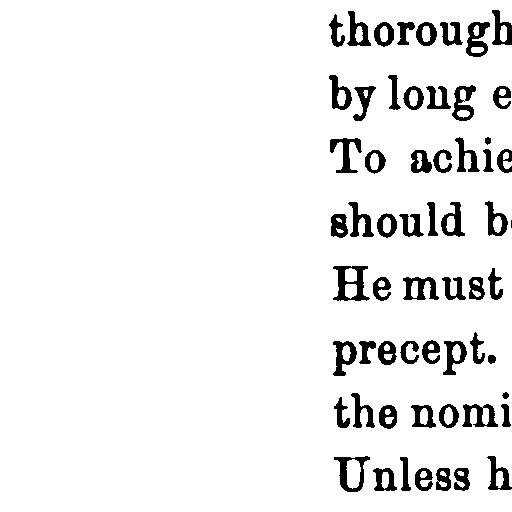 thorough
by long e
To achie
should b
He must
precept.
the nomi
Unless h